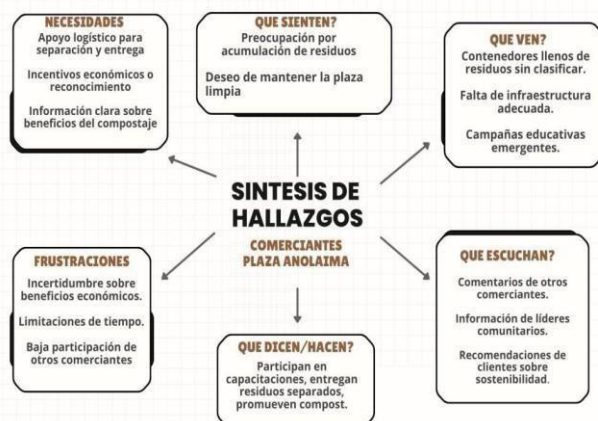 NECESIDADES
Apoyo logístico para
separación y entrega
Incentivos económicos o
reconocimiento
Información clara sobre
beneficios del compostaje
QUE SIENTEN?
Preocupación por
acumulación de residuos
Deseo de mantener la plaza
limpia
QUE VEN?
Contenedores llenos de
residuos sin clasificar.
Falta de infraestructura
adecuada.
Campañas educativas
emergentes.
SINTESIS DE
HALLAZGOS
COMERCIANTES
PLAZA ANOLAIMA
FRUSTRACIONES
Incertidumbre sobre
beneficios económicos.
Limitaciones de tiempo.
Baja participación de
otros comerciantes
QUE DICEN/HACEN?
Participan en
capacitaciones, entregan
residuos separados,
promueven compost.
QUE ESCUCHAN?
Comentarios de otros
comerciantes.
Información de líderes
comunitarios.
Recomendaciones de
clientes sobre
sostenibilidad.